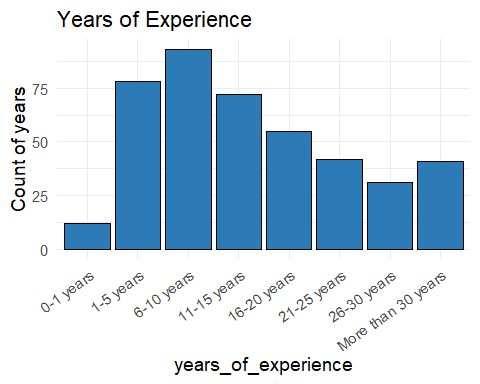 Years of Experience
Count of years
75
50
25
0
0-1 years
1-5 years
6-10 years
11-15 years
16-20 years
21-25 years
26-30 years
More than 30 years
years_of_experience